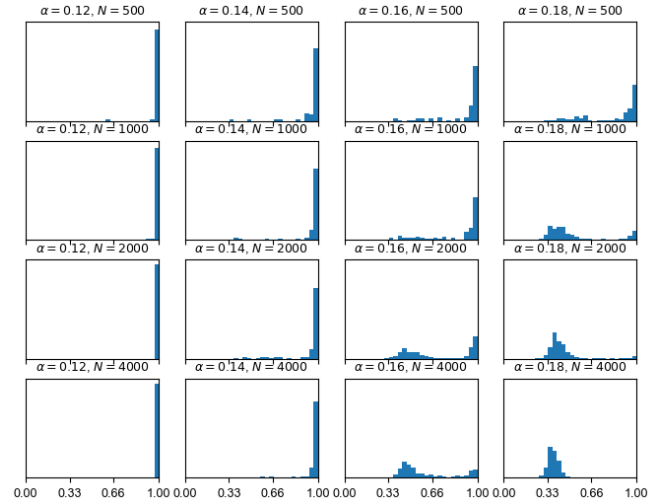 α = 0.12, N = 500
α = 0.14, N = 500
α = 0.16, N = 500
α = 0.18, N = 500
α = 0.12, N = 1000
α = 0.14, N = 1000
α = 0.16, N = 1000
α = 0.18, N = 1000
α = 0.12, N = 2000
α = 0.14, N = 2000
α = 0.16, N = 2000
α = 0.18, N = 2000
α = 0.12, N = 4000
α = 0.14, N = 4000
α = 0.16, N = 4000
α = 0.18, N = 4000
0.00 0.33 0.66 1.00 0.00 0.33 0.66 1.00 0.00 0.33 0.66 1.00 0.00 0.33 0.66 1.00